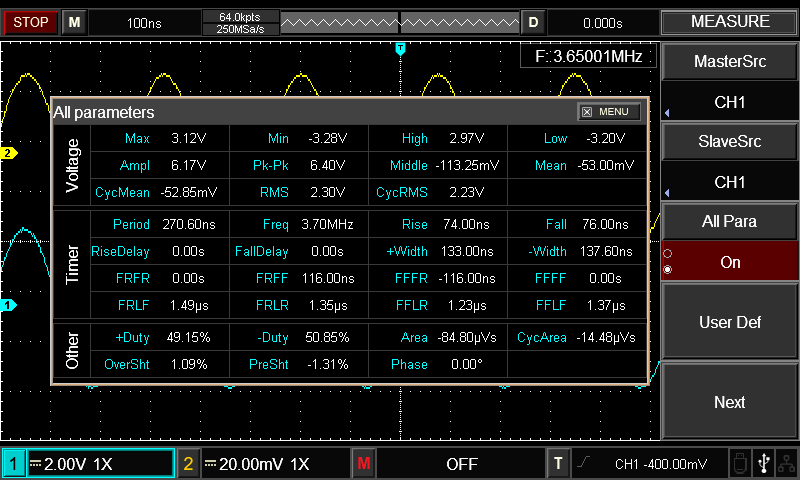 STOP M 100ns 64.0kpts 250MSa/s D 0.000s MEASURE
T
F: 3.65001MHz
MasterSrc
CH1
SlaveSrc
CH1
All Para
On
User Def
Next
2
1
All parameters MENU
Voltage
Max 3.12V Min -3.28V High 2.97V Low -3.20V
Ampl 6.17V Pk-Pk 6.40V Middle -113.25mV Mean -53.00mV
CycMean -52.85mV RMS 2.30V CycRMS 2.23V
Timer
Period 270.60ns Freq 3.70MHz Rise 74.00ns Fall 76.00ns
RiseDelay 0.00s FallDelay 0.00s +Width 133.00ns -Width 137.60ns
FRFR 0.00s FRFF 116.00ns FFFR -116.00ns FFFF 0.00s
FRLF 1.49µs FRLR 1.35µs FFLR 1.23µs FFLF 1.37µs
Other
+Duty 49.15% -Duty 50.85% Area -84.80µVs CycArea -14.48µVs
OverSht 1.09% PreSht -1.31% Phase 0.00°
1 2.00V 1X 2 20.00mV 1X M OFF T CH1 -400.00mV